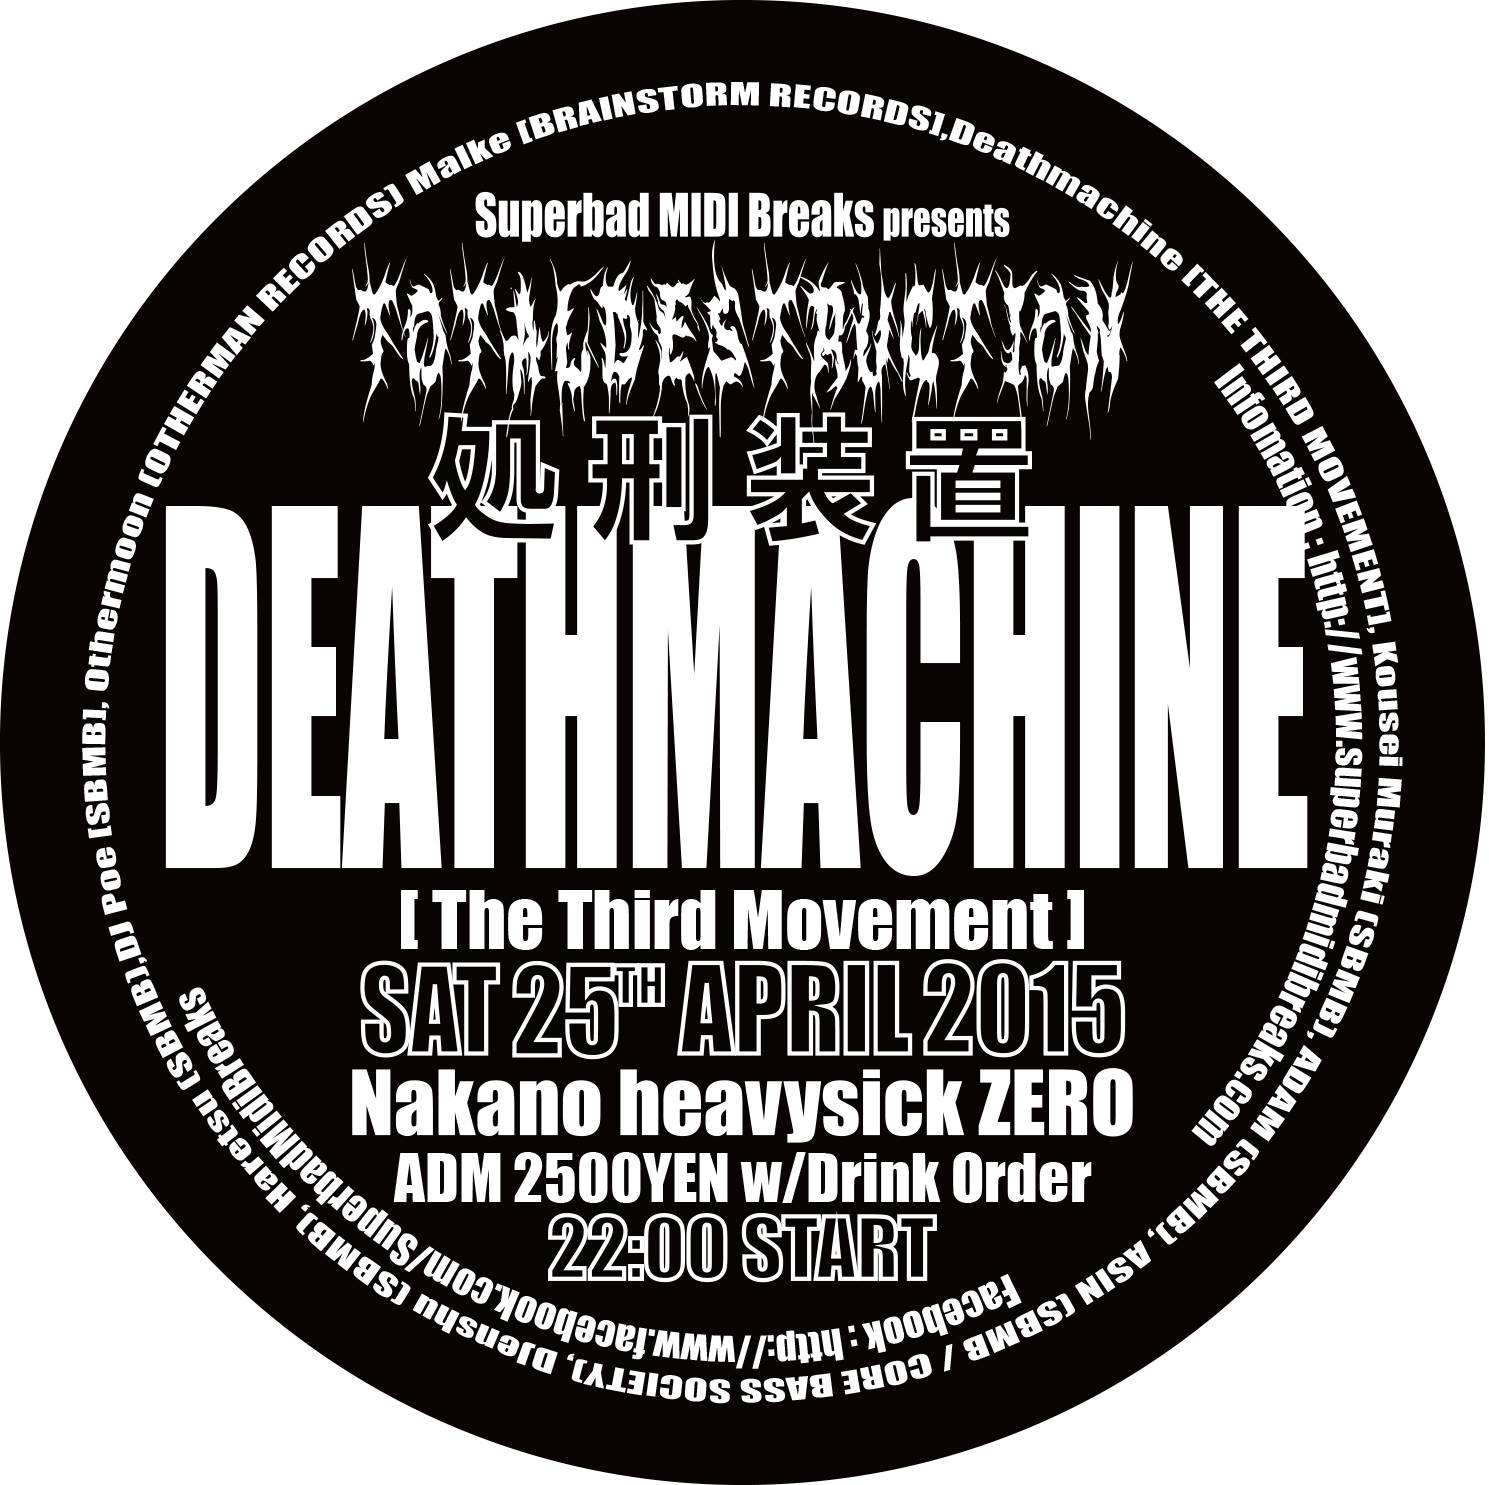 Superbad MIDI Breaks presents
TOTALDESTRUCTION
処刑装置
DEATHMACHINE
[ The Third Movement ]
SAT 25TH APRIL 2015
Nakano heavysick ZERO
ADM 2500YEN w/Drink Order
22:00 START
Malke [BRAINSTORM RECORDS],Deathmachine [THE THIRD MOVEMENT], Kousei Muraki [SBMB], ADAM [SBMB], ASIN [SBMB / CORE BASS SOCIETY], DJenshu [SBMB], Haretsu [SBMB],DJ Poe [SBMB], Othermoon [OTHERMAN RECORDS]
Infomation : http://www.superbadmidibreaks.com
Facebook : http://www.facebook.com/SuperbadMidiBreaks